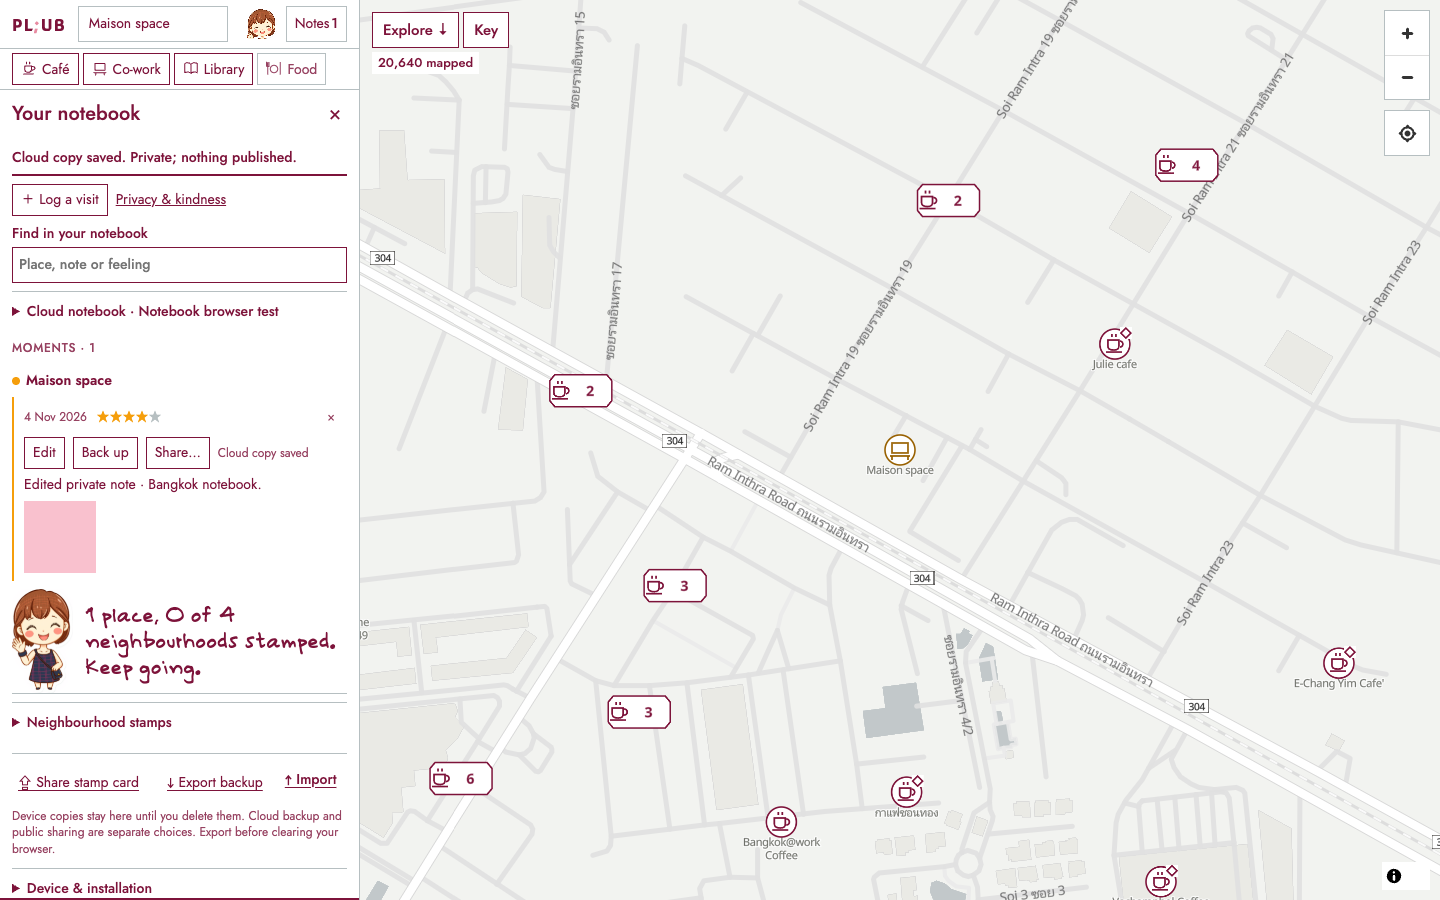 PL;UB
Maison space
Notes 1
Café
Co-work
Library
Food
Your notebook
×
Cloud copy saved. Private; nothing published.
+ Log a visit
Privacy & kindness
Find in your notebook
Place, note or feeling
▶ Cloud notebook · Notebook browser test
MOMENTS · 1
Maison space
4 Nov 2026 ★★★★★
×
Edit
Back up
Share...
Cloud copy saved
Edited private note · Bangkok notebook.
1 place, 0 of 4
neighbourhoods stamped.
Keep going.
▶ Neighbourhood stamps
Share stamp card
↓ Export backup
↑ Import
Device copies stay here until you delete them. Cloud backup and
public sharing are separate choices. Export before clearing your
browser.
▶ Device & installation
Explore ↓
Key
20,640 mapped
+
−
ซอยรามอินทรา 15
Soi Ram Intra 19 ซอยรามอินทรา
Soi Ram Intra 21 ซอยรามอินทรา 21
4
2
304
ซอยรามอินทรา 17
Soi Ram Intra 23
Soi Ram Intra 19 ซอยรามอินทรา 19
Julie cafe
2
304
Maison space
Ram Inthra Road ถนนรามอินทรา
304
3
Soi Ram Intra 23
Ram Inthra Road ถนนรามอินทรา
ซอยรามอินทรา 4/2
E-Chang Yim Cafe'
304
3
6
กาแฟซ่อนทอง
Bangkok@work
Coffee
Soi 3 ซอย 3